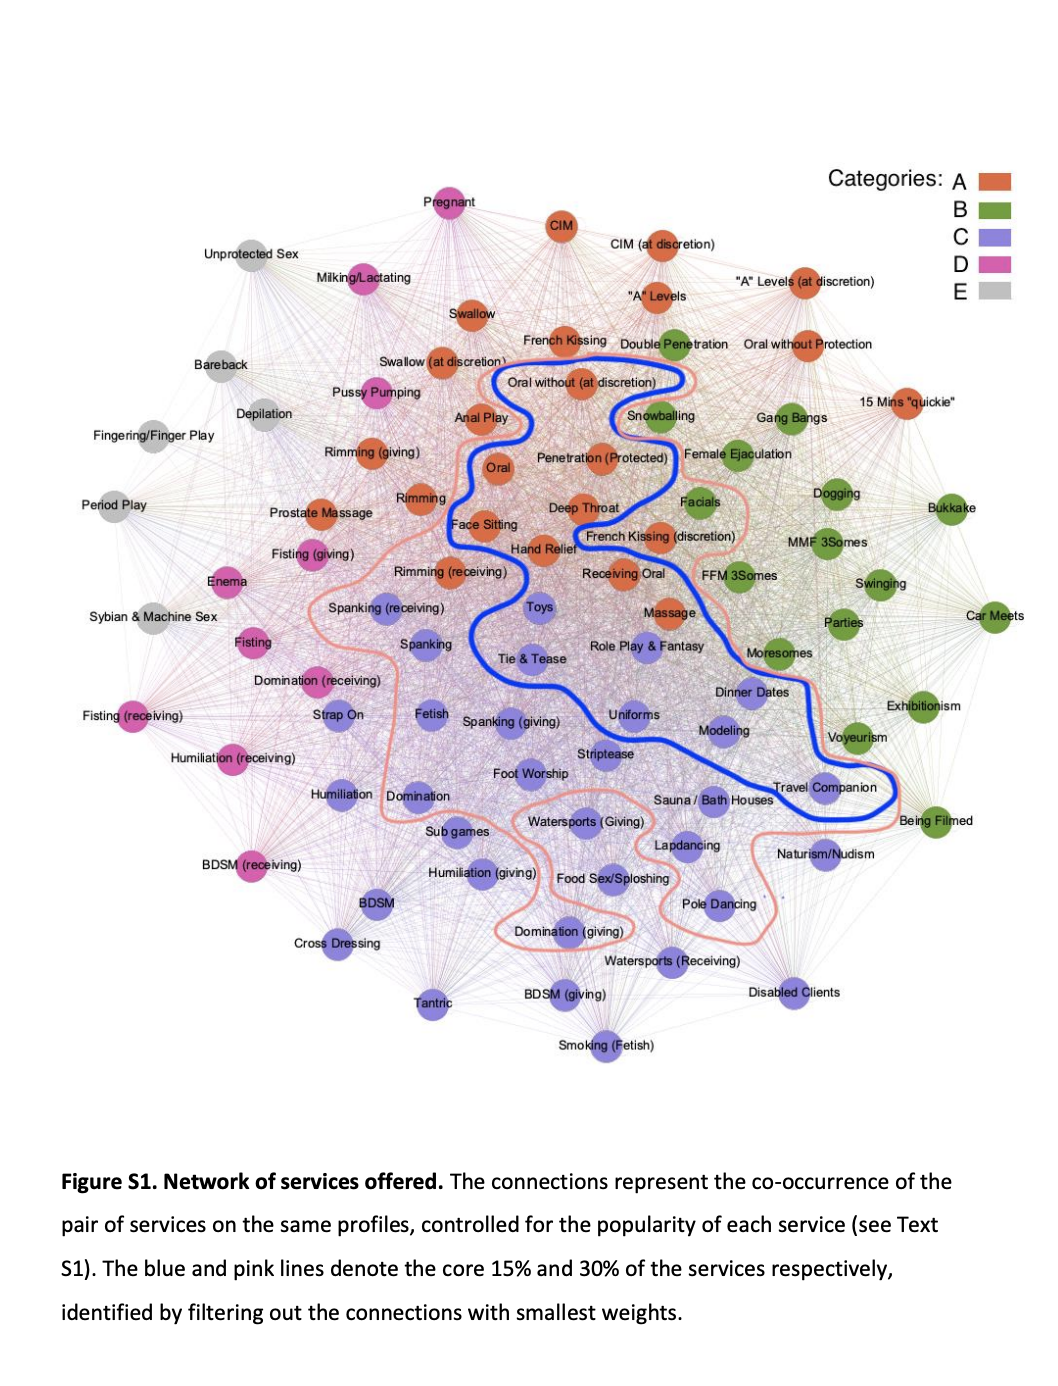 Categories: A
B
C
D
E
Pregnant
CIM
CIM (at discretion)
Unprotected Sex
Milking/Lactating
"A" Levels (at discretion)
"A" Levels
Swallow
French Kissing
Double Penetration
Oral without Protection
Swallow (at discretion)
Bareback
Oral without (at discretion)
Pussy Pumping
15 Mins "quickie"
Depilation
Anal Play
Snowballing
Gang Bangs
Fingering/Finger Play
Rimming (giving)
Female Ejaculation
Penetration (Protected)
Oral
Dogging
Rimming
Facials
Period Play
Deep Throat
Bukkake
Prostate Massage
Face Sitting
French Kissing (discretion)
MMF 3Somes
Hand Relief
Fisting (giving)
Rimming (receiving)
Receiving Oral
FFM 3Somes
Enema
Swinging
Spanking (receiving)
Toys
Massage
Sybian & Machine Sex
Car Meets
Parties
Fisting
Spanking
Role Play & Fantasy
Moresomes
Tie & Tease
Domination (receiving)
Dinner Dates
Exhibitionism
Fisting (receiving)
Strap On
Fetish
Spanking (giving)
Uniforms
Modeling
Voyeurism
Striptease
Humiliation (receiving)
Foot Worship
Travel Companion
Humiliation
Domination
Sauna / Bath Houses
Watersports (Giving)
Being Filmed
Sub games
Lapdancing
Naturism/Nudism
BDSM (receiving)
Humiliation (giving)
Food Sex/Sploshing
BDSM
Pole Dancing
Domination (giving)
Cross Dressing
Watersports (Receiving)
Disabled Clients
BDSM (giving)
Tantric
Smoking (Fetish)
Figure S1. Network of services offered. The connections represent the co-occurrence of the
pair of services on the same profiles, controlled for the popularity of each service (see Text
S1). The blue and pink lines denote the core 15% and 30% of the services respectively,
identified by filtering out the connections with smallest weights.